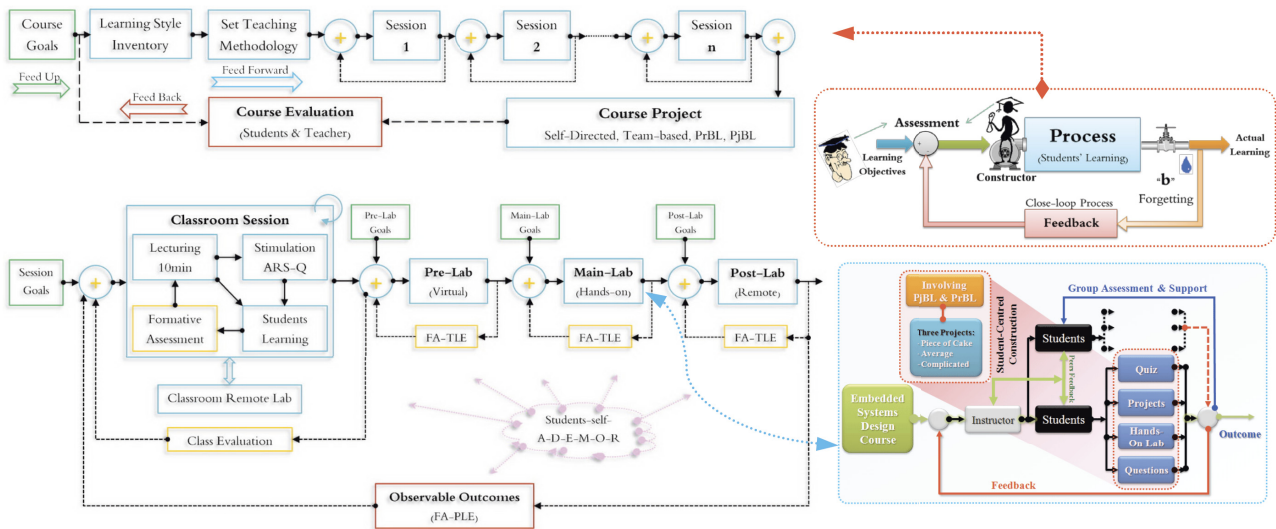 Course
Goals
Learning Style
Inventory
Set Teaching
Methodology
+
Session
1
+
Session
2
+
Session
n
+
Feed Up
Feed Forward
Feed Back
Course Evaluation
(Students & Teacher)
Course Project
Self-Directed, Team-based, PrBL, PjBL
Assessment
Learning
Objectives
+
-
Constructor
Process
(Students' Learning)
"b"
Forgetting
Actual
Learning
Close-loop Process
Feedback
Session
Goals
+
Classroom Session
Lecturing
10min
Stimulation
ARS-Q
Formative
Assessment
Students
Learning
Classroom Remote Lab
Class Evaluation
Pre-Lab
Goals
+
Pre-Lab
(Virtual)
FA-TLE
Main-Lab
Goals
+
Main-Lab
(Hands-on)
FA-TLE
Post-Lab
Goals
+
Post-Lab
(Remote)
FA-TLE
Students-self-
A-D-E-M-O-R
Observable Outcomes
(FA-PLE)
Involving
PjBL & PrBL
Three Projects:
-Piece of Cake
-Average
-Complicated
Student-Centred
Construction
Group Assessment & Support
Students
Peers Feedback
Embedded
Systems
Design
Course
Instructor
Students
Quiz
Projects
Hands-
On Lab
Questions
Outcome
Feedback